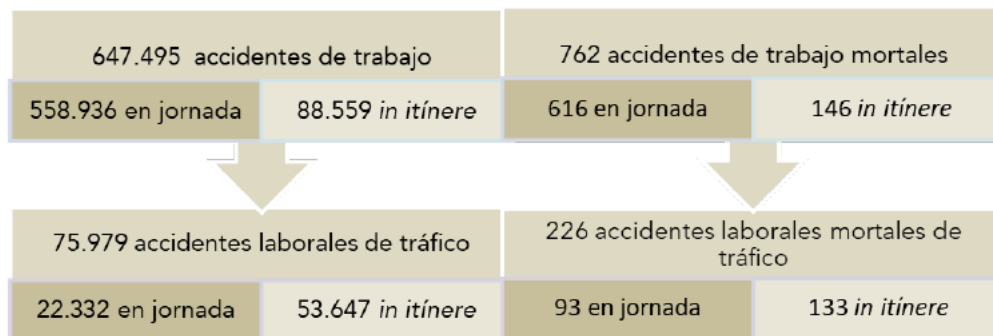 647.495 accidentes de trabajo
762 accidentes de trabajo mortales
558.936 en jornada
88.559 in itínere
616 en jornada
146 in itínere
75.979 accidentes laborales de tráfico
226 accidentes laborales mortales de
tráfico
22.332 en jornada
53.647 in itínere
93 en jornada
133 in itínere